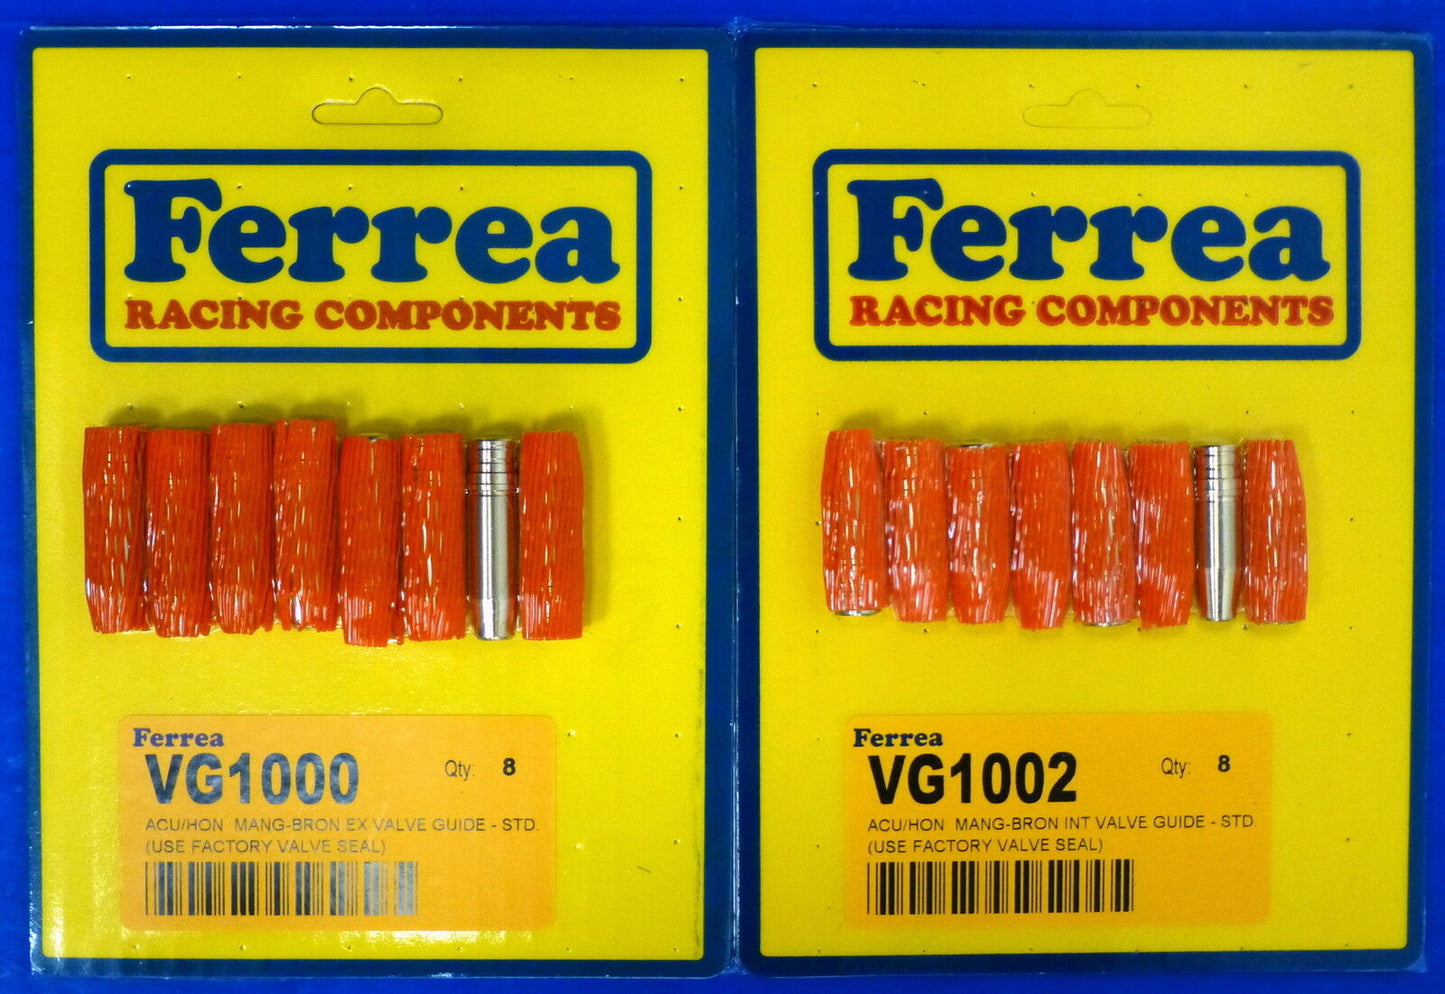 Ferrea
RACING COMPONENTS
Ferrea
VG1000 Qty: 8
ACU/HON MANG-BRON EX VALVE GUIDE - STD.
(USE FACTORY VALVE SEAL)
Ferrea
RACING COMPONENTS
Ferrea
VG1002 Qty: 8
ACU/HON MANG-BRON INT VALVE GUIDE - STD.
(USE FACTORY VALVE SEAL)